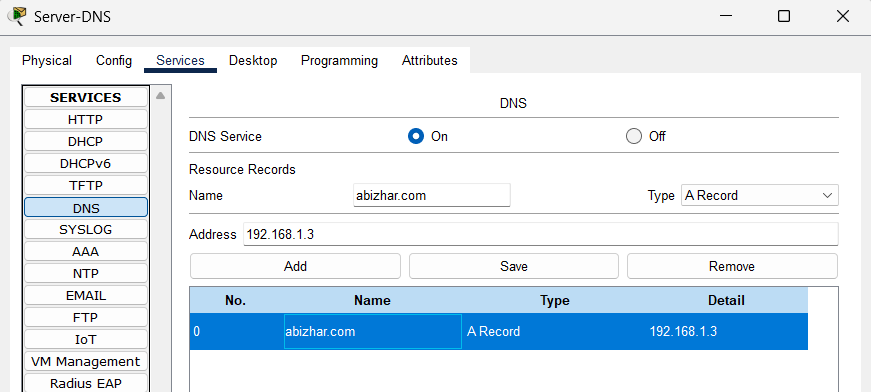 Server-DNS
Physical Config Services Desktop Programming Attributes
SERVICES
HTTP
DHCP
DHCPv6
TFTP
DNS
SYSLOG
AAA
NTP
EMAIL
FTP
IoT
VM Management
Radius EAP
DNS
DNS Service On Off
Resource Records
Name abizhar.com Type A Record
Address 192.168.1.3
Add Save Remove
No. Name Type Detail
0 abizhar.com A Record 192.168.1.3